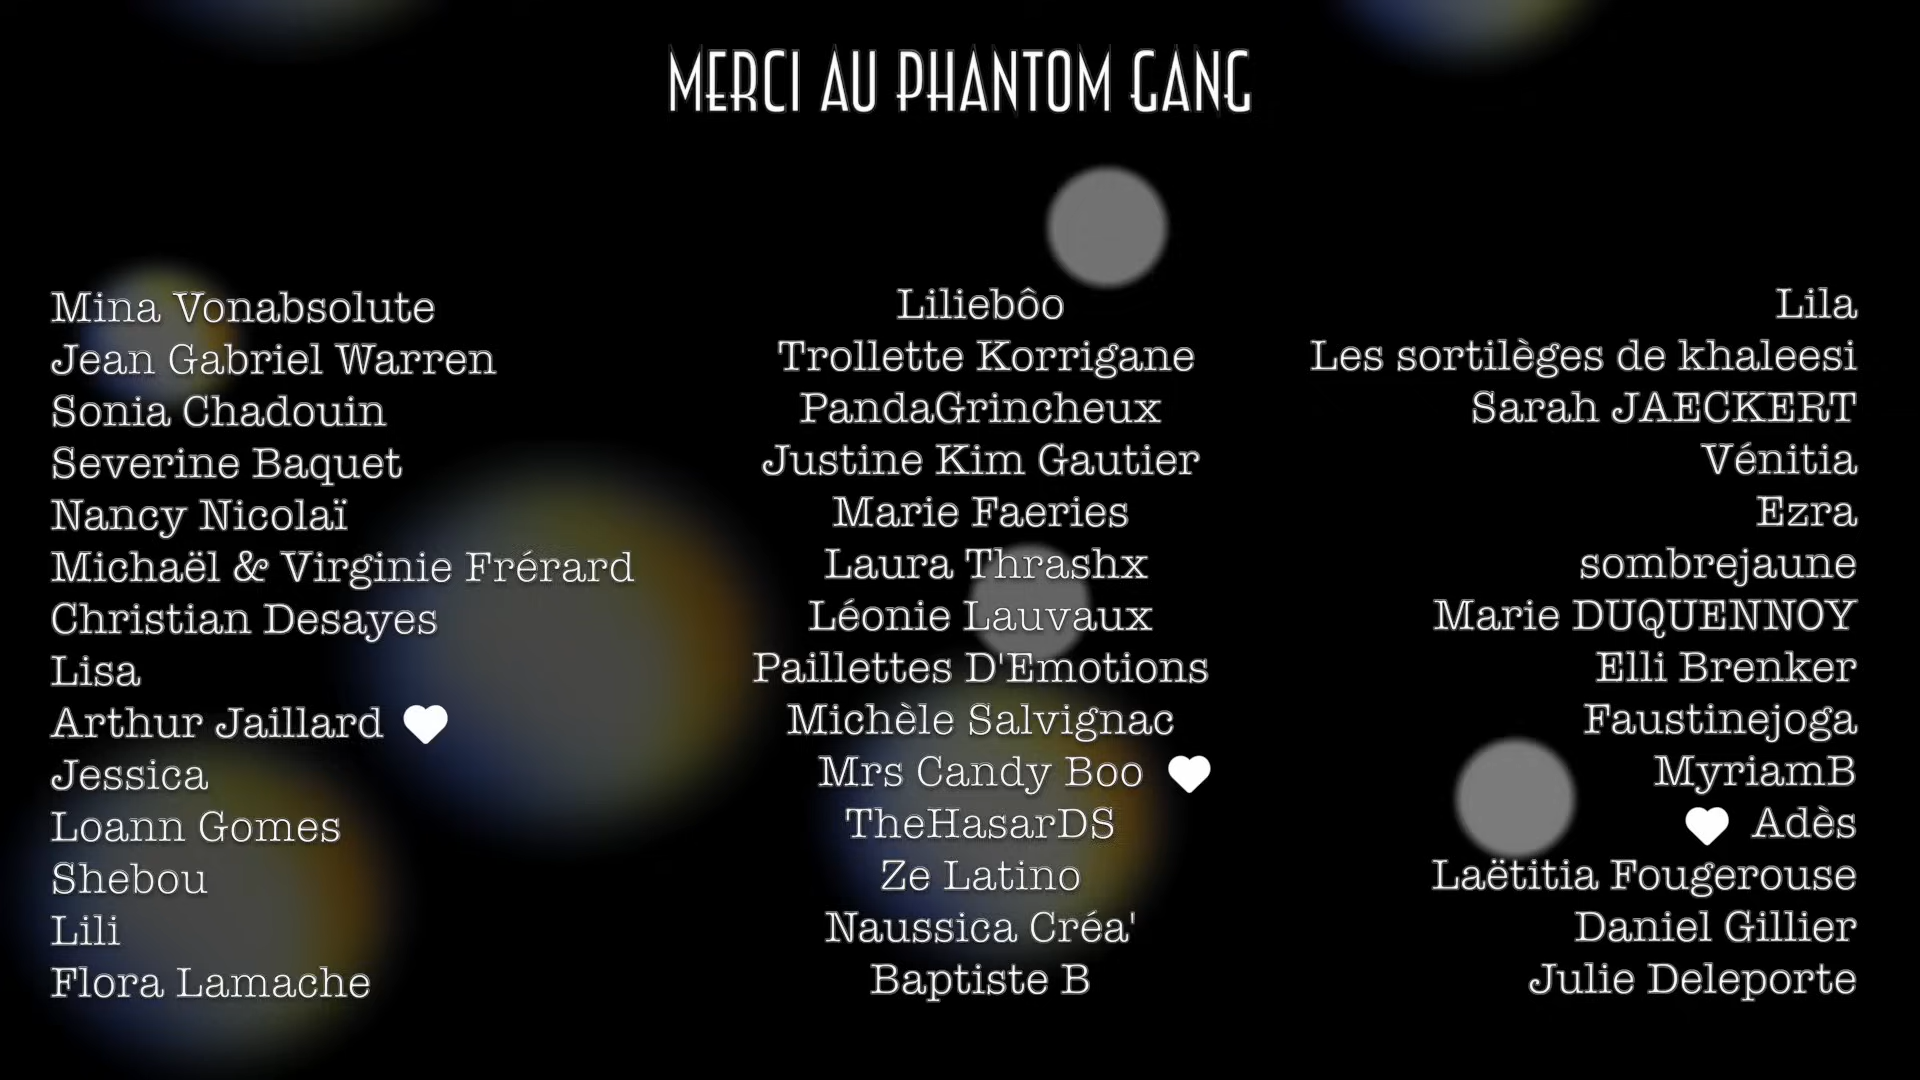 MERCI AU PHANTOM GANG
Mina Vonabsolute
Jean Gabriel Warren
Sonia Chadouin
Severine Baquet
Nancy Nicolaï
Michaël & Virginie Frérard
Christian Desayes
Lisa
Arthur Jaillard
Jessica
Loann Gomes
Shebou
Lili
Flora Lamache
Liliebôo
Trollette Korrigane
PandaGrincheux
Justine Kim Gautier
Marie Faeries
Laura Thrashx
Léonie Lauvaux
Paillettes D'Emotions
Michèle Salvignac
Mrs Candy Boo
TheHasarDS
Ze Latino
Naussica Créa'
Baptiste B
Lila
Les sortilèges de khaleesi
Sarah JAECKERT
Vénitia
Ezra
sombrejaune
Marie DUQUENNOY
Elli Brenker
Faustinejoga
MyriamB
Adès
Laëtitia Fougerouse
Daniel Gillier
Julie Deleporte